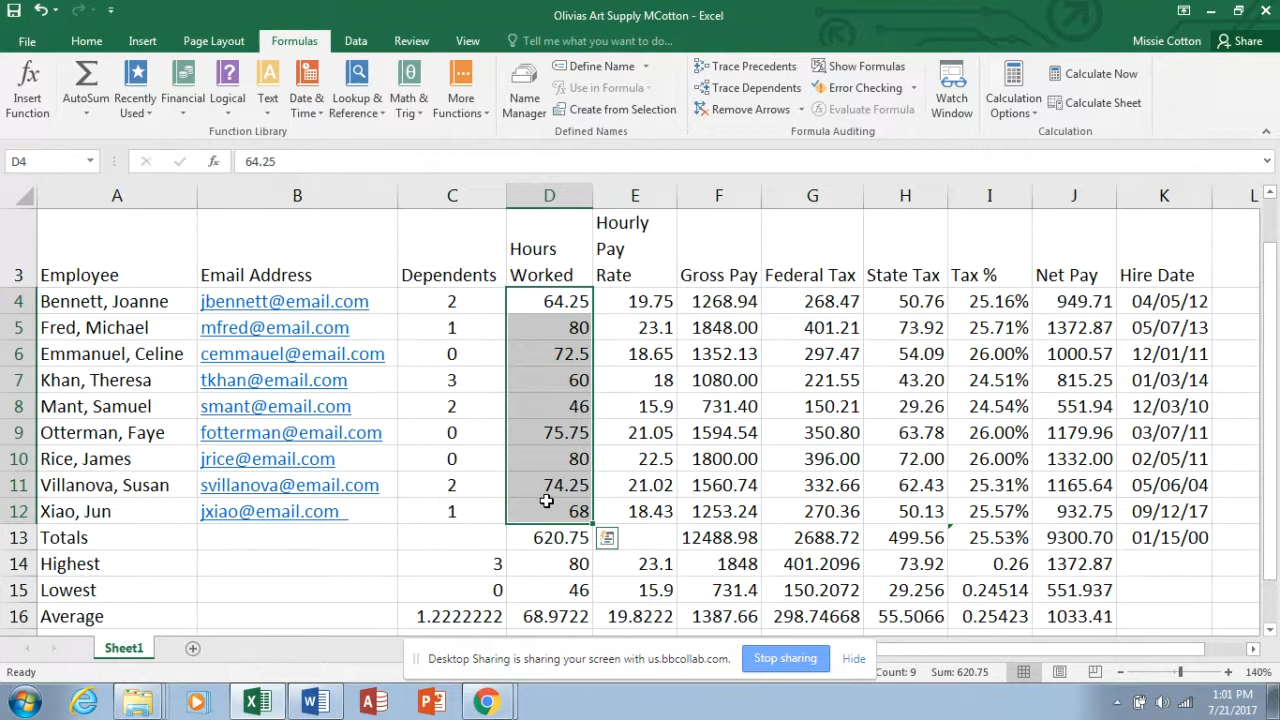 Olivias Art Supply MCotton - Excel
File Home Insert Page Layout Formulas Data Review View Tell me what you want to do... Missie Cotton Share
Insert Function
AutoSum
Recently Used
Financial
Logical
Text
Date & Time
Lookup & Reference
Math & Trig
More Functions
Function Library
Name Manager
Define Name
Use in Formula
Create from Selection
Defined Names
Trace Precedents
Trace Dependents
Remove Arrows
Show Formulas
Error Checking
Evaluate Formula
Formula Auditing
Watch Window
Calculation Options
Calculate Now
Calculate Sheet
Calculation
D4 fx 64.25
A B C D E F G H I J K L
3 Employee Email Address Dependents Hours Worked Hourly Pay Rate Gross Pay Federal Tax State Tax Tax % Net Pay Hire Date
4 Bennett, Joanne jbennett@email.com 2 64.25 19.75 1268.94 268.47 50.76 25.16% 949.71 04/05/12
5 Fred, Michael mfred@email.com 1 80 23.1 1848.00 401.21 73.92 25.71% 1372.87 05/07/13
6 Emmanuel, Celine cemmauel@email.com 0 72.5 18.65 1352.13 297.47 54.09 26.00% 1000.57 12/01/11
7 Khan, Theresa tkhan@email.com 3 60 18 1080.00 221.55 43.20 24.51% 815.25 01/03/14
8 Mant, Samuel smant@email.com 2 46 15.9 731.40 150.21 29.26 24.54% 551.94 12/03/10
9 Otterman, Faye fotterman@email.com 0 75.75 21.05 1594.54 350.80 63.78 26.00% 1179.96 03/07/11
10 Rice, James jrice@email.com 0 80 22.5 1800.00 396.00 72.00 26.00% 1332.00 02/05/11
11 Villanova, Susan svillanova@email.com 2 74.25 21.02 1560.74 332.66 62.43 25.31% 1165.64 05/06/04
12 Xiao, Jun jxiao@email.com 1 68 18.43 1253.24 270.36 50.13 25.57% 932.75 09/12/17
13 Totals 620.75 12488.98 2688.72 499.56 25.53% 9300.70 01/15/00
14 Highest 3 80 23.1 1848 401.2096 73.92 0.26 1372.87
15 Lowest 0 46 15.9 731.4 150.2072 29.256 0.24514 551.937
16 Average 1.2222222 68.9722 19.8222 1387.66 298.74668 55.5066 0.25423 1033.41
Sheet1
Desktop Sharing is sharing your screen with us.bbcollab.com. Stop sharing Hide
Ready Count: 9 Sum: 620.75 140%
1:01 PM
7/21/2017